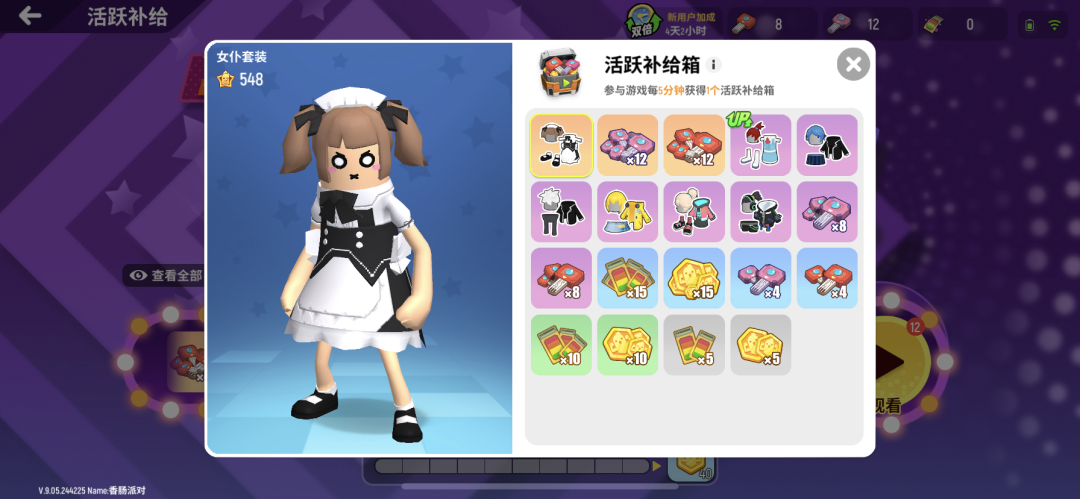 活跃补给
双倍
新用户加成
4天2小时
8
12
0
女仆套装
548
活跃补给箱
参与游戏每5分钟获得1个活跃补给箱
×12
×12
UP
×8
×8
×15
×15
×4
×4
×10
×10
×5
×5
查看全部
12
观看
40
V.9.05.244225 Name:香肠派对